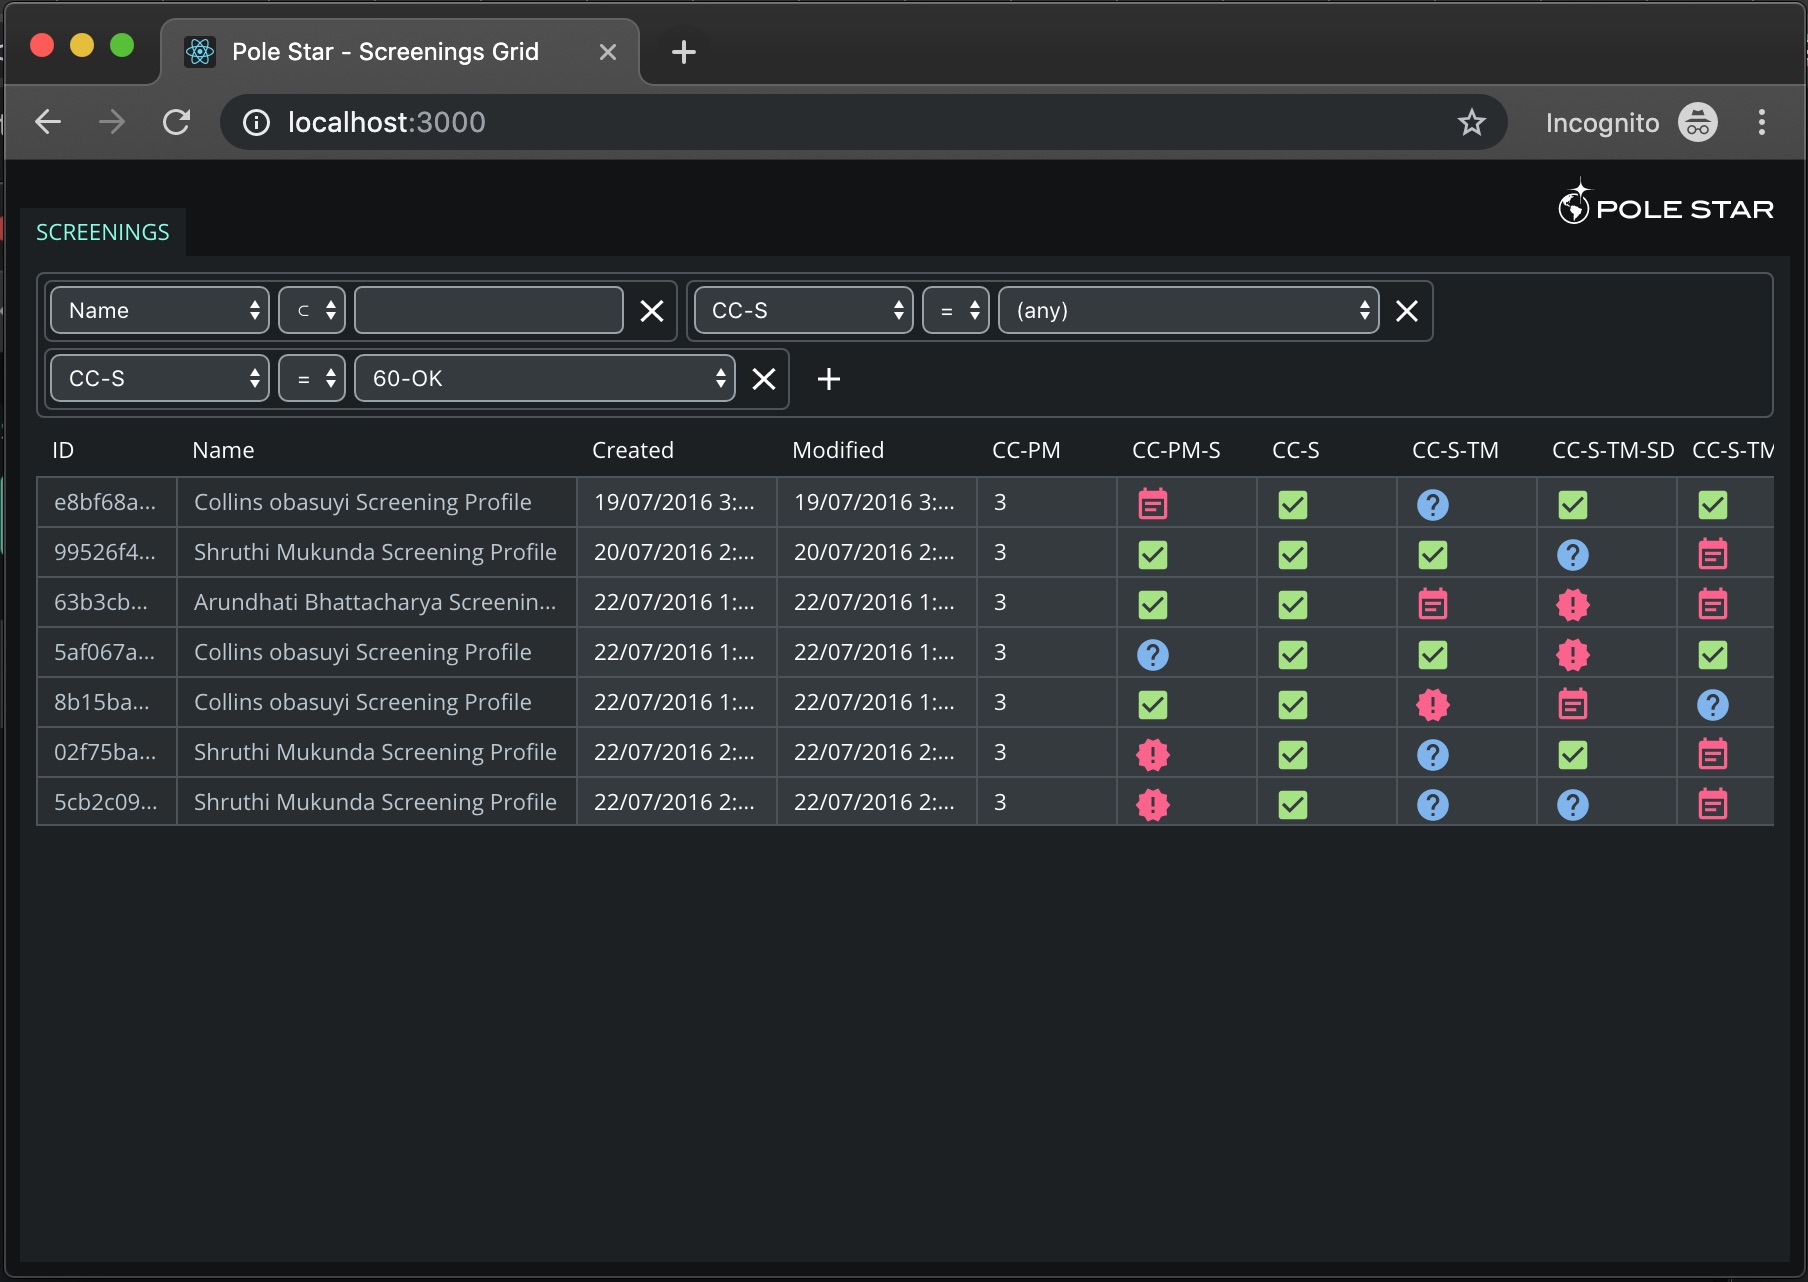 Pole Star - Screenings Grid
localhost:3000
Incognito
POLE STAR
SCREENINGS
Name ⊂ CC-S = (any)
CC-S = 60-OK
ID Name Created Modified CC-PM CC-PM-S CC-S CC-S-TM CC-S-TM-SD CC-S-TM
e8bf68a... Collins obasuyi Screening Profile 19/07/2016 3:... 19/07/2016 3:... 3
99526f4... Shruthi Mukunda Screening Profile 20/07/2016 2:... 20/07/2016 2:... 3
63b3cb... Arundhati Bhattacharya Screenin... 22/07/2016 1:... 22/07/2016 1:... 3
5af067a... Collins obasuyi Screening Profile 22/07/2016 1:... 22/07/2016 1:... 3
8b15ba... Collins obasuyi Screening Profile 22/07/2016 1:... 22/07/2016 1:... 3
02f75ba... Shruthi Mukunda Screening Profile 22/07/2016 2:... 22/07/2016 2:... 3
5cb2c09... Shruthi Mukunda Screening Profile 22/07/2016 2:... 22/07/2016 2:... 3